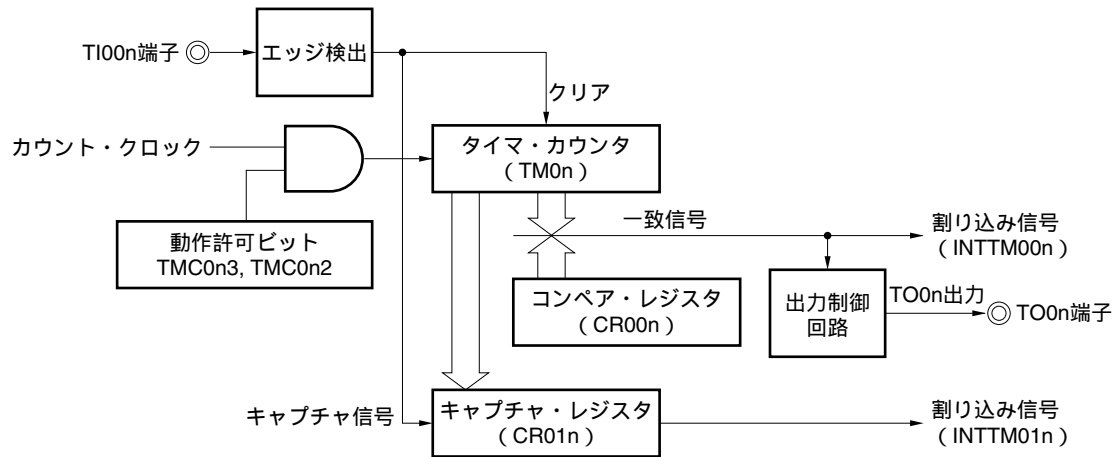 TI00n端子
エッジ検出
クリア
カウント・クロック
タイマ・カウンタ
（TM0n）
動作許可ビット
TMC0n3, TMC0n2
一致信号
割り込み信号
（INTTM00n）
コンペア・レジスタ
（CR00n）
出力制御
回路
TO0n出力
TO0n端子
キャプチャ信号
キャプチャ・レジスタ
（CR01n）
割り込み信号
（INTTM01n）